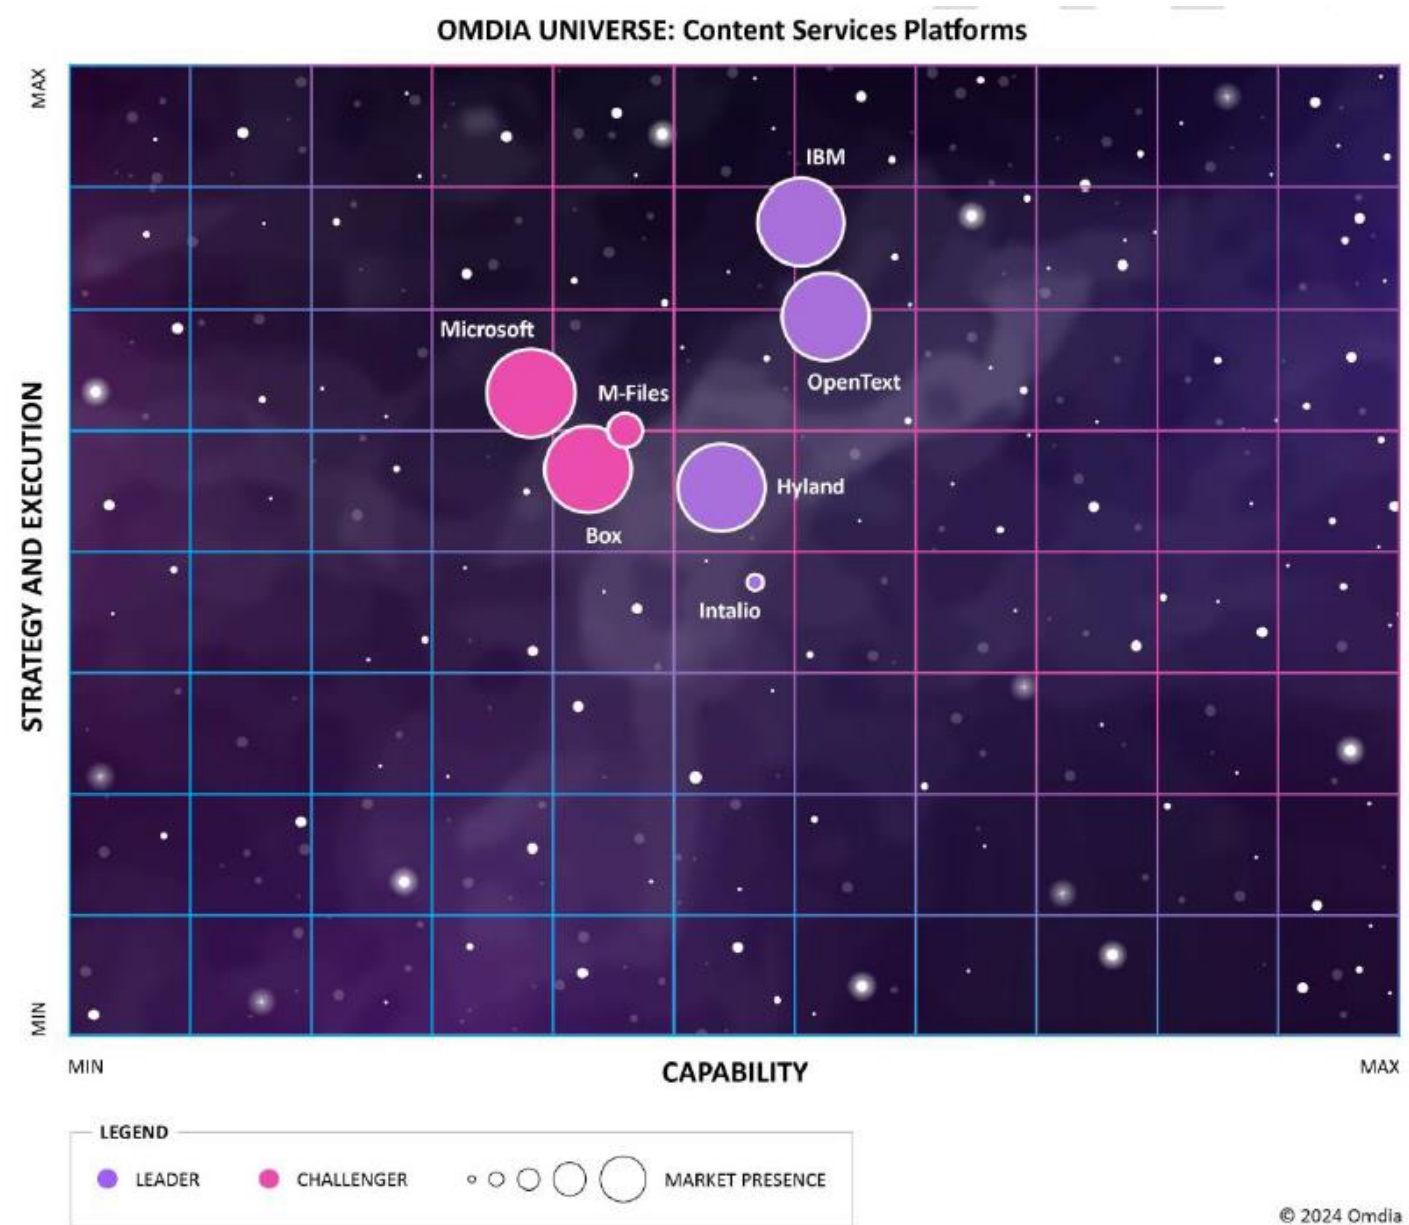 OMDIA UNIVERSE: Content Services Platforms
MAX
IBM
OpenText
Microsoft
M-Files
Hyland
Box
Intalio
STRATEGY AND EXECUTION
MIN
MIN
CAPABILITY
MAX
LEGEND
LEADER
CHALLENGER
MARKET PRESENCE
© 2024 Omdia